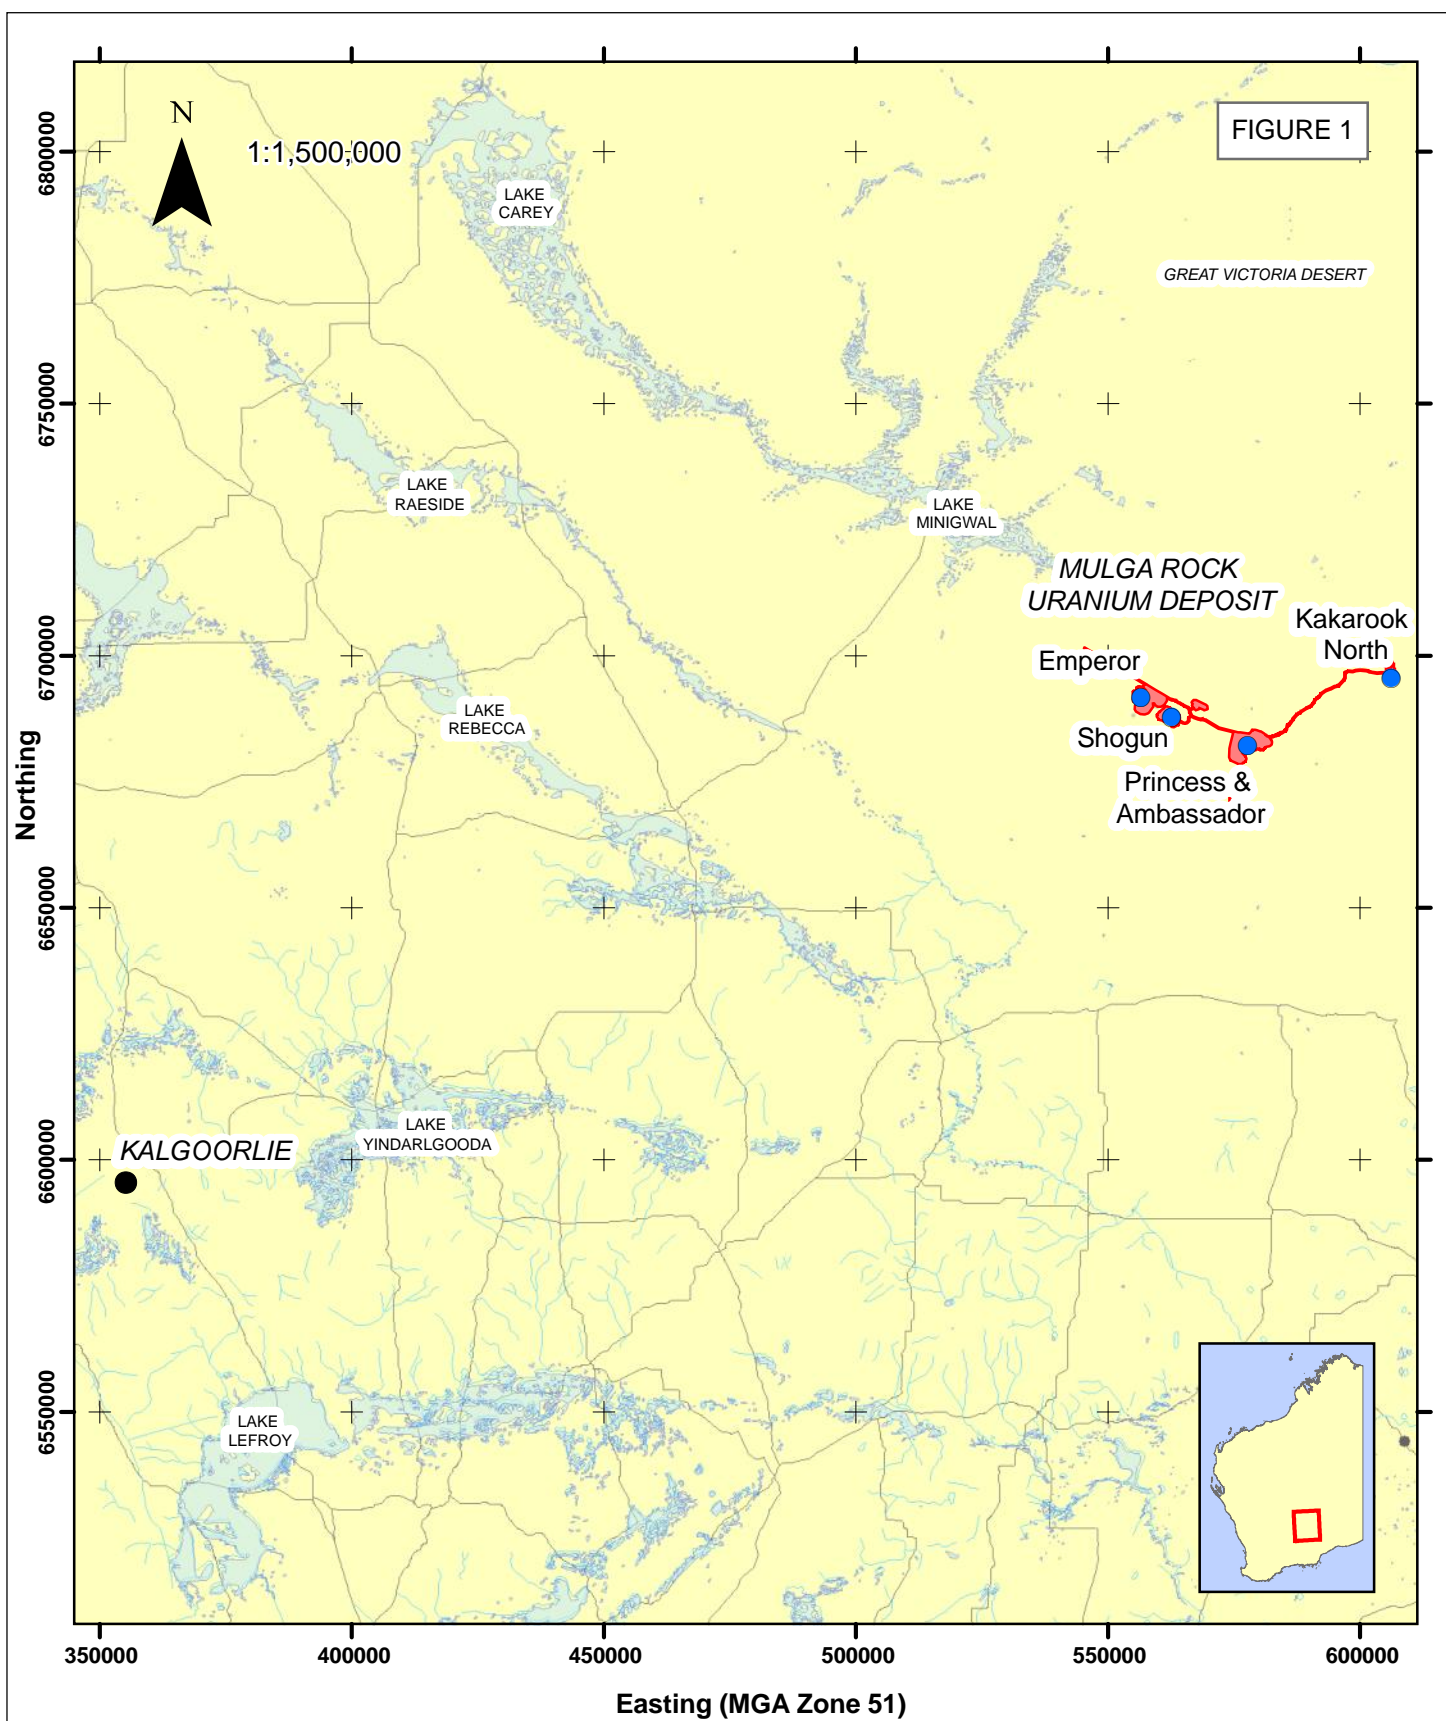 N
1:1,500,000
FIGURE 1
LAKE
CAREY
GREAT VICTORIA DESERT
LAKE
RAESIDE
LAKE
MINIGWAL
MULGA ROCK
URANIUM DEPOSIT
Kakarook
North
Emperor
Shogun
Princess &
Ambassador
LAKE
REBECCA
LAKE
YINDARLGOODA
KALGOORLIE
LAKE
LEFROY
6800000
6750000
6700000
6650000
6600000
6550000
Northing
350000
400000
450000
500000
550000
600000
Easting (MGA Zone 51)